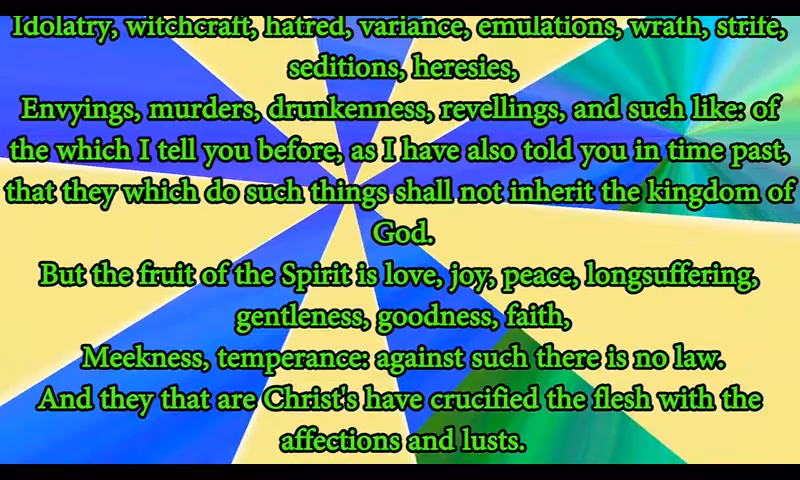 Idolatry, witchcraft, hatred, variance, emulations, wrath, strife,
seditions, heresies,
Envyings, murders, drunkenness, revellings, and such like: of
the which I tell you before, as I have also told you in time past,
that they which do such things shall not inherit the kingdom of
God.
But the fruit of the Spirit is love, joy, peace, longsuffering,
gentleness, goodness, faith,
Meekness, temperance: against such there is no law.
And they that are Christ's have crucified the flesh with the
affections and lusts.